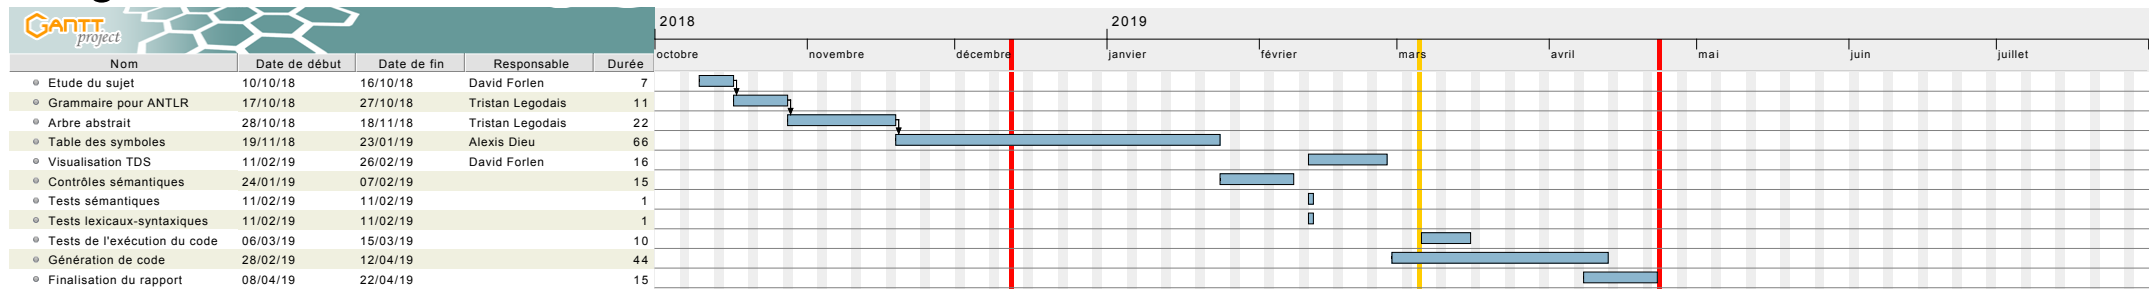 GANTT project
2018 2019
octobre novembre décembre janvier février mars avril mai juin juillet
Nom Date de début Date de fin Responsable Durée
Etude du sujet 10/10/18 16/10/18 David Forlen 7
Grammaire pour ANTLR 17/10/18 27/10/18 Tristan Legodais 11
Arbre abstrait 28/10/18 18/11/18 Tristan Legodais 22
Table des symboles 19/11/18 23/01/19 Alexis Dieu 66
Visualisation TDS 11/02/19 26/02/19 David Forlen 16
Contrôles sémantiques 24/01/19 07/02/19 15
Tests sémantiques 11/02/19 11/02/19 1
Tests lexicaux-syntaxiques 11/02/19 11/02/19 1
Tests de l'exécution du code 06/03/19 15/03/19 10
Génération de code 28/02/19 12/04/19 44
Finalisation du rapport 08/04/19 22/04/19 15